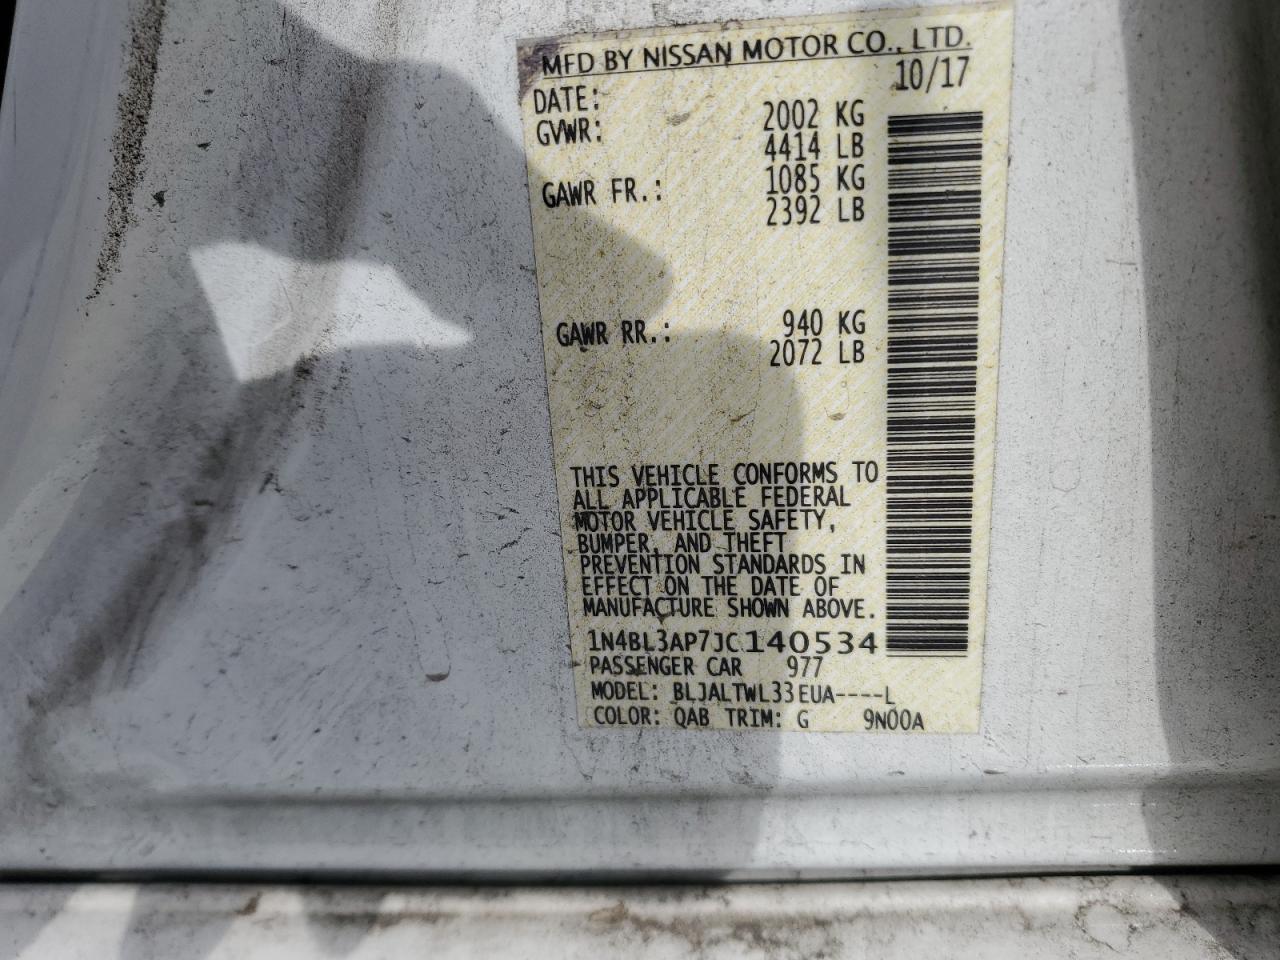 MFD BY NISSAN MOTOR CO., LTD.
DATE: 10/17
GVWR: 2002 KG
4414 LB
GAWR FR.: 1085 KG
2392 LB
GAWR RR.: 940 KG
2072 LB
THIS VEHICLE CONFORMS TO
ALL APPLICABLE FEDERAL
MOTOR VEHICLE SAFETY,
BUMPER, AND THEFT
PREVENTION STANDARDS IN
EFFECT ON THE DATE OF
MANUFACTURE SHOWN ABOVE.
1N4BL3AP7JC140534
PASSENGER CAR 977
MODEL: BLJALTWL33EUA----L
COLOR: QAB TRIM: G 9N00A